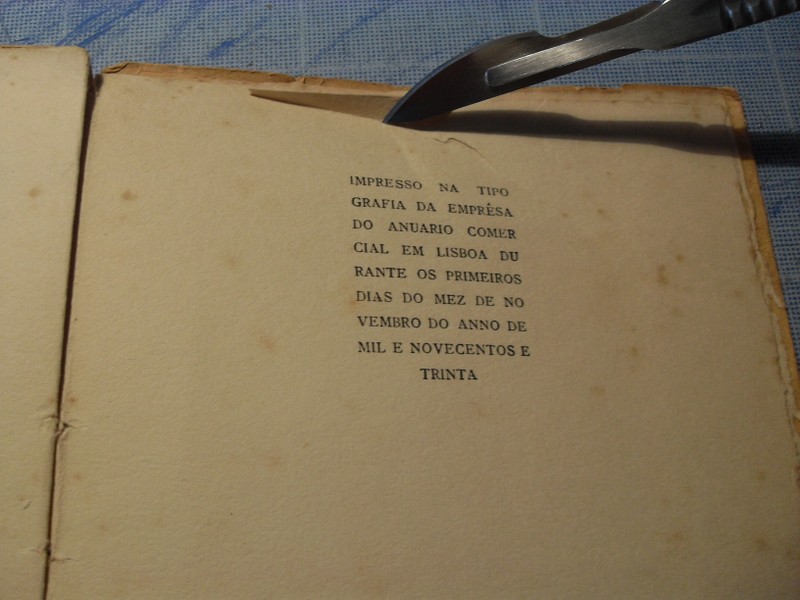 IMPRESSO NA TIPO
GRAFIA DA EMPRÊSA
DO ANUARIO COMER
CIAL EM LISBOA DU
RANTE OS PRIMEIROS
DIAS DO MEZ DE NO
VEMBRO DO ANNO DE
MIL E NOVECENTOS E
TRINTA